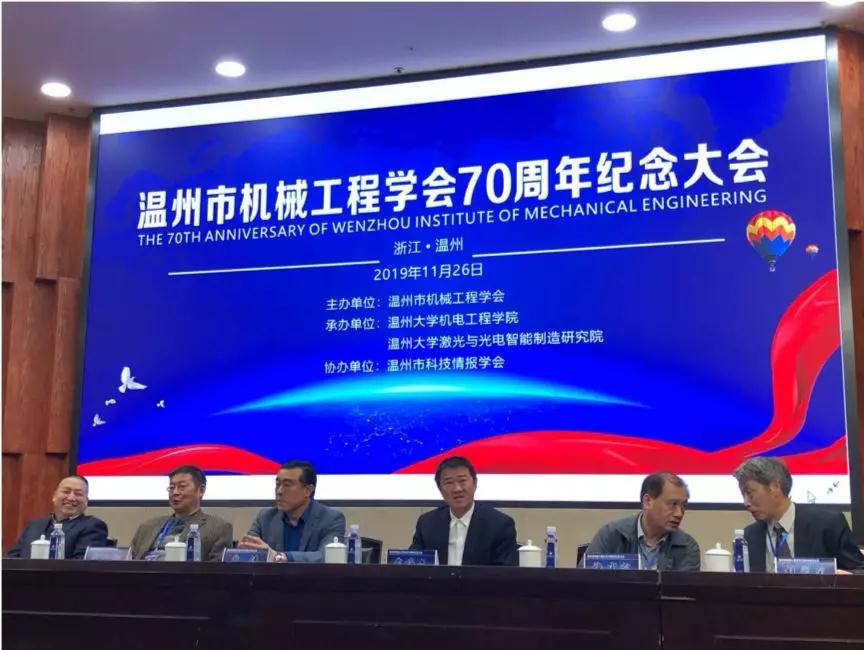 温州市机械工程学会70周年纪念大会
THE 70TH ANNIVERSARY OF WENZHOU INSTITUTE OF MECHANICAL ENGINEERING
浙江·温州
2019年11月26日
主办单位：温州市机械工程学会
承办单位：温州大学机电工程学院
温州大学激光与光电智能制造研究院
协办单位：温州市科技情报学会